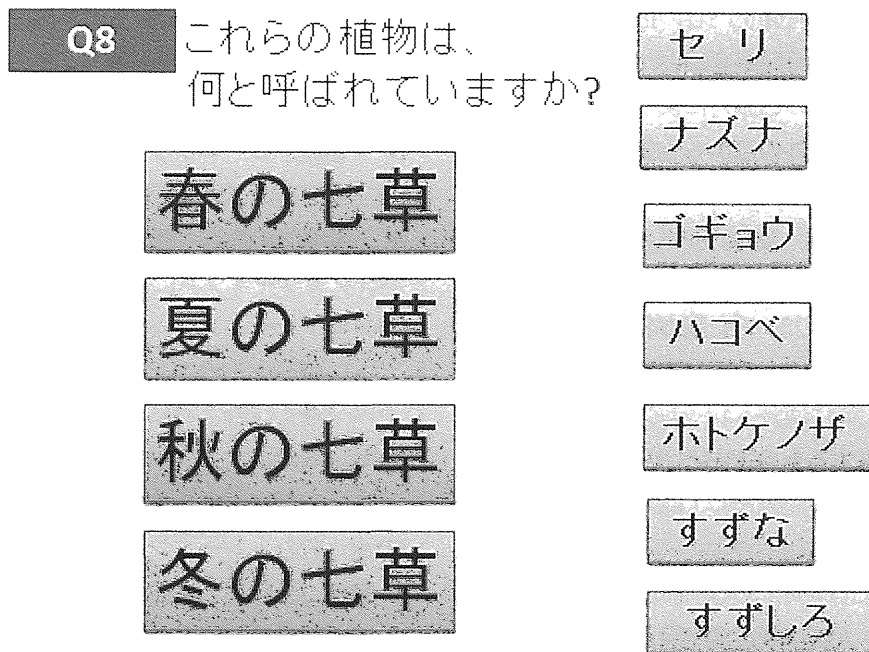 Q8
これらの植物は、
何と呼ばれていますか?
春の七草
夏の七草
秋の七草
冬の七草
セリ
ナズナ
ゴギョウ
ハコベ
ホトケノザ
すずな
すずしろ